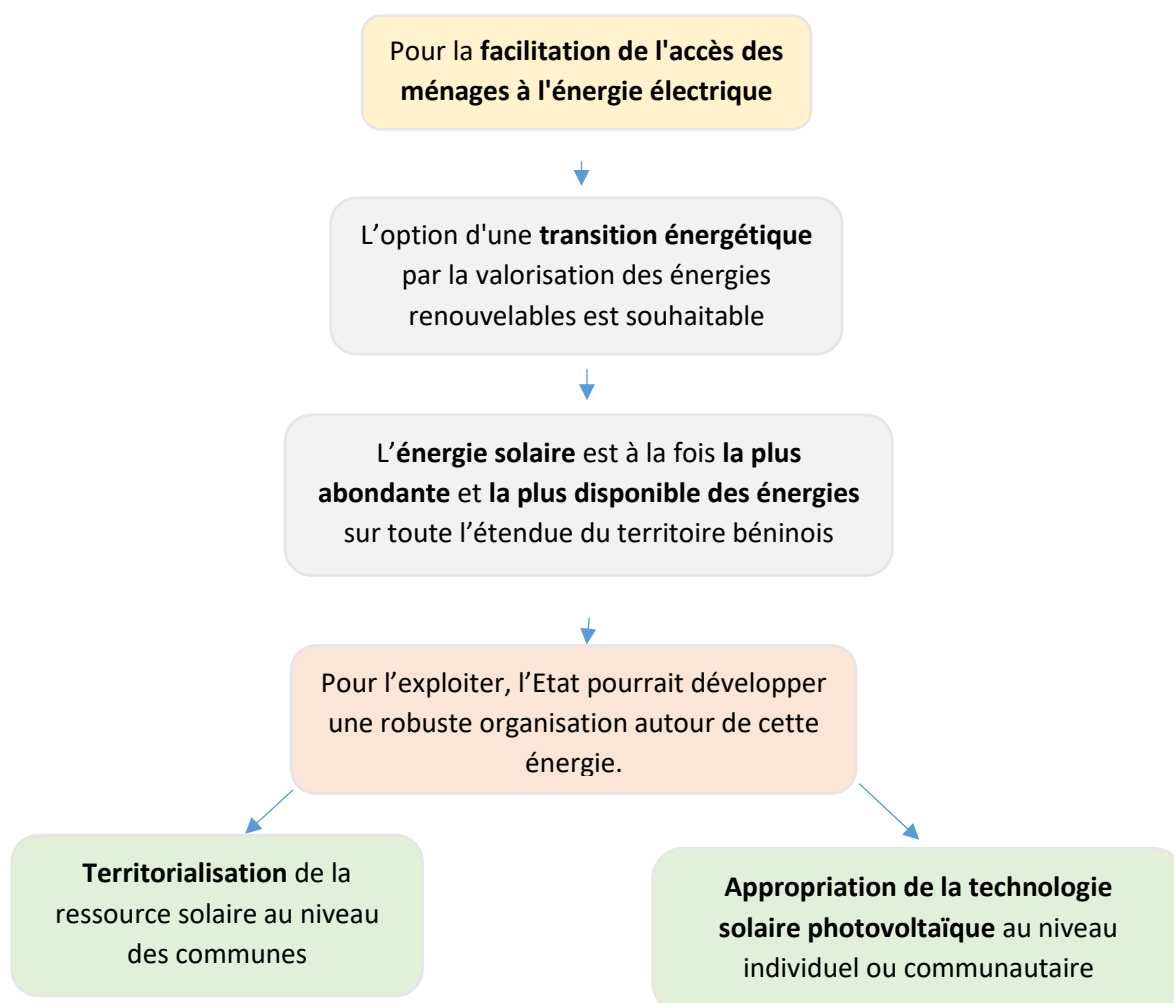 Pour la facilitation de l'accès des
ménages à l'énergie électrique
L’option d'une transition énergétique
par la valorisation des énergies
renouvelables est souhaitable
L’énergie solaire est à la fois la plus
abondante et la plus disponible des énergies
sur toute l’étendue du territoire béninois
Pour l’exploiter, l’Etat pourrait développer
une robuste organisation autour de cette
énergie.
Territorialisation de la
ressource solaire au niveau
des communes
Appropriation de la technologie
solaire photovoltaïque au niveau
individuel ou communautaire